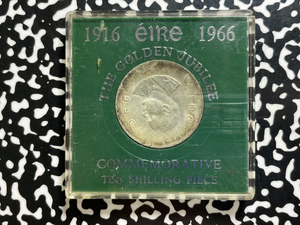 1916 éIRe 1966
THE GOLDEN JUBILEE
COMMEMORATIVE
TEN SHILLING PIECE